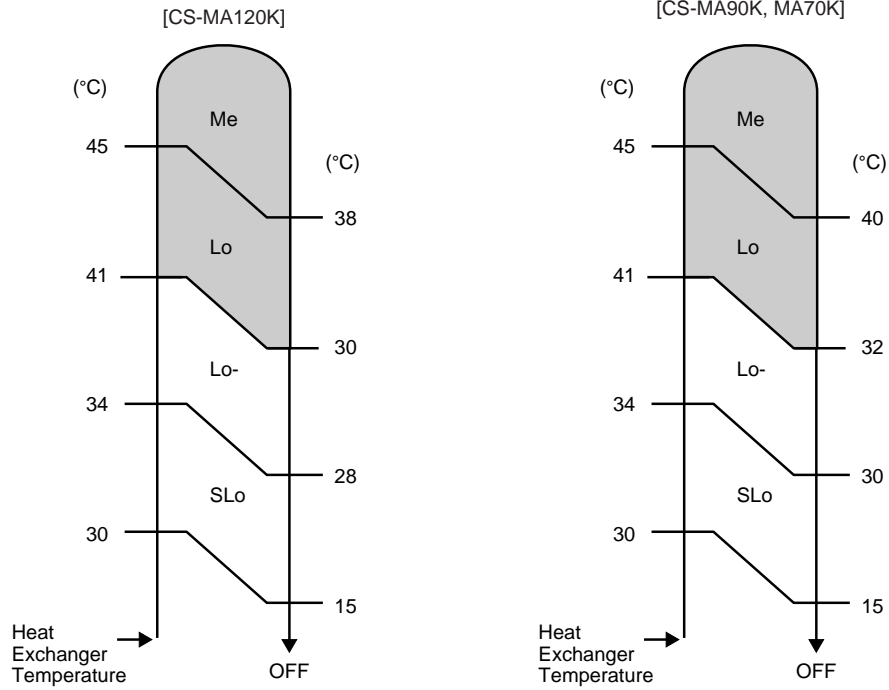 [CS-MA120K]
(°C)
Me
45
(°C)
38
Lo
41
30
Lo-
34
28
SLo
30
15
Heat
Exchanger
Temperature
OFF
[CS-MA90K, MA70K]
(°C)
Me
45
(°C)
40
Lo
41
32
Lo-
34
30
SLo
30
15
Heat
Exchanger
Temperature
OFF